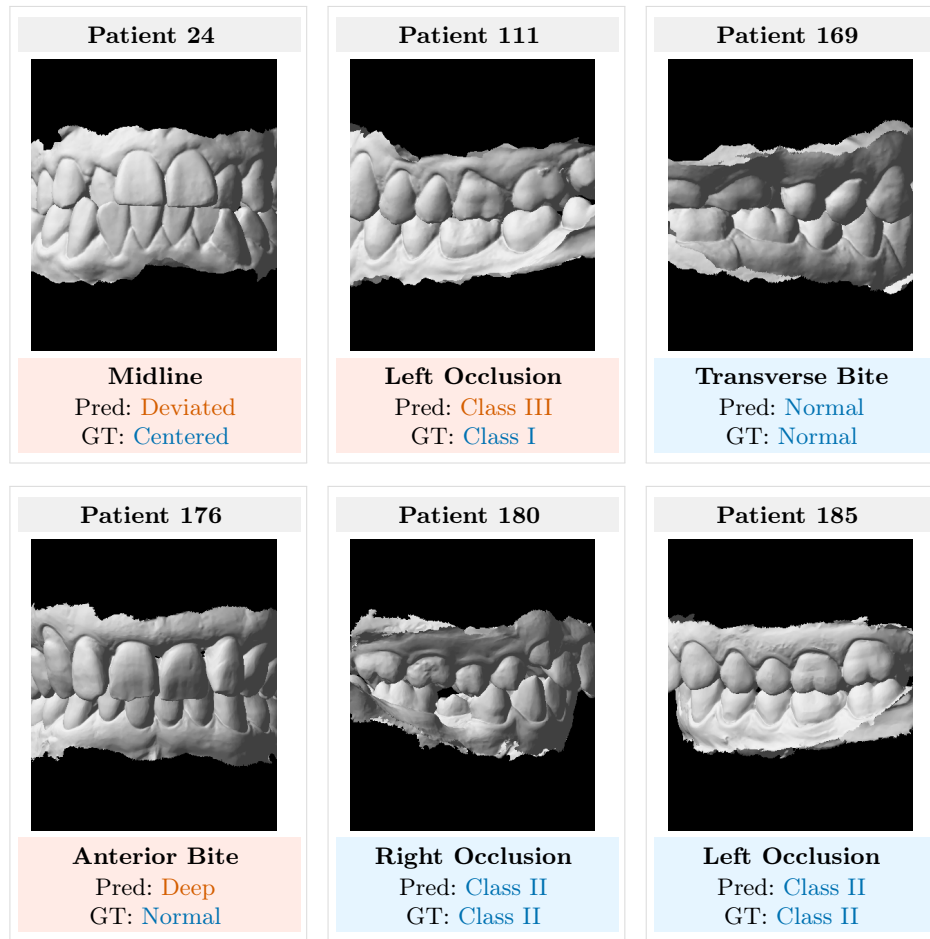 Patient 24
Patient 111
Patient 169
Midline
Pred: Deviated
GT: Centered
Left Occlusion
Pred: Class III
GT: Class I
Transverse Bite
Pred: Normal
GT: Normal
Patient 176
Patient 180
Patient 185
Anterior Bite
Pred: Deep
GT: Normal
Right Occlusion
Pred: Class II
GT: Class II
Left Occlusion
Pred: Class II
GT: Class II